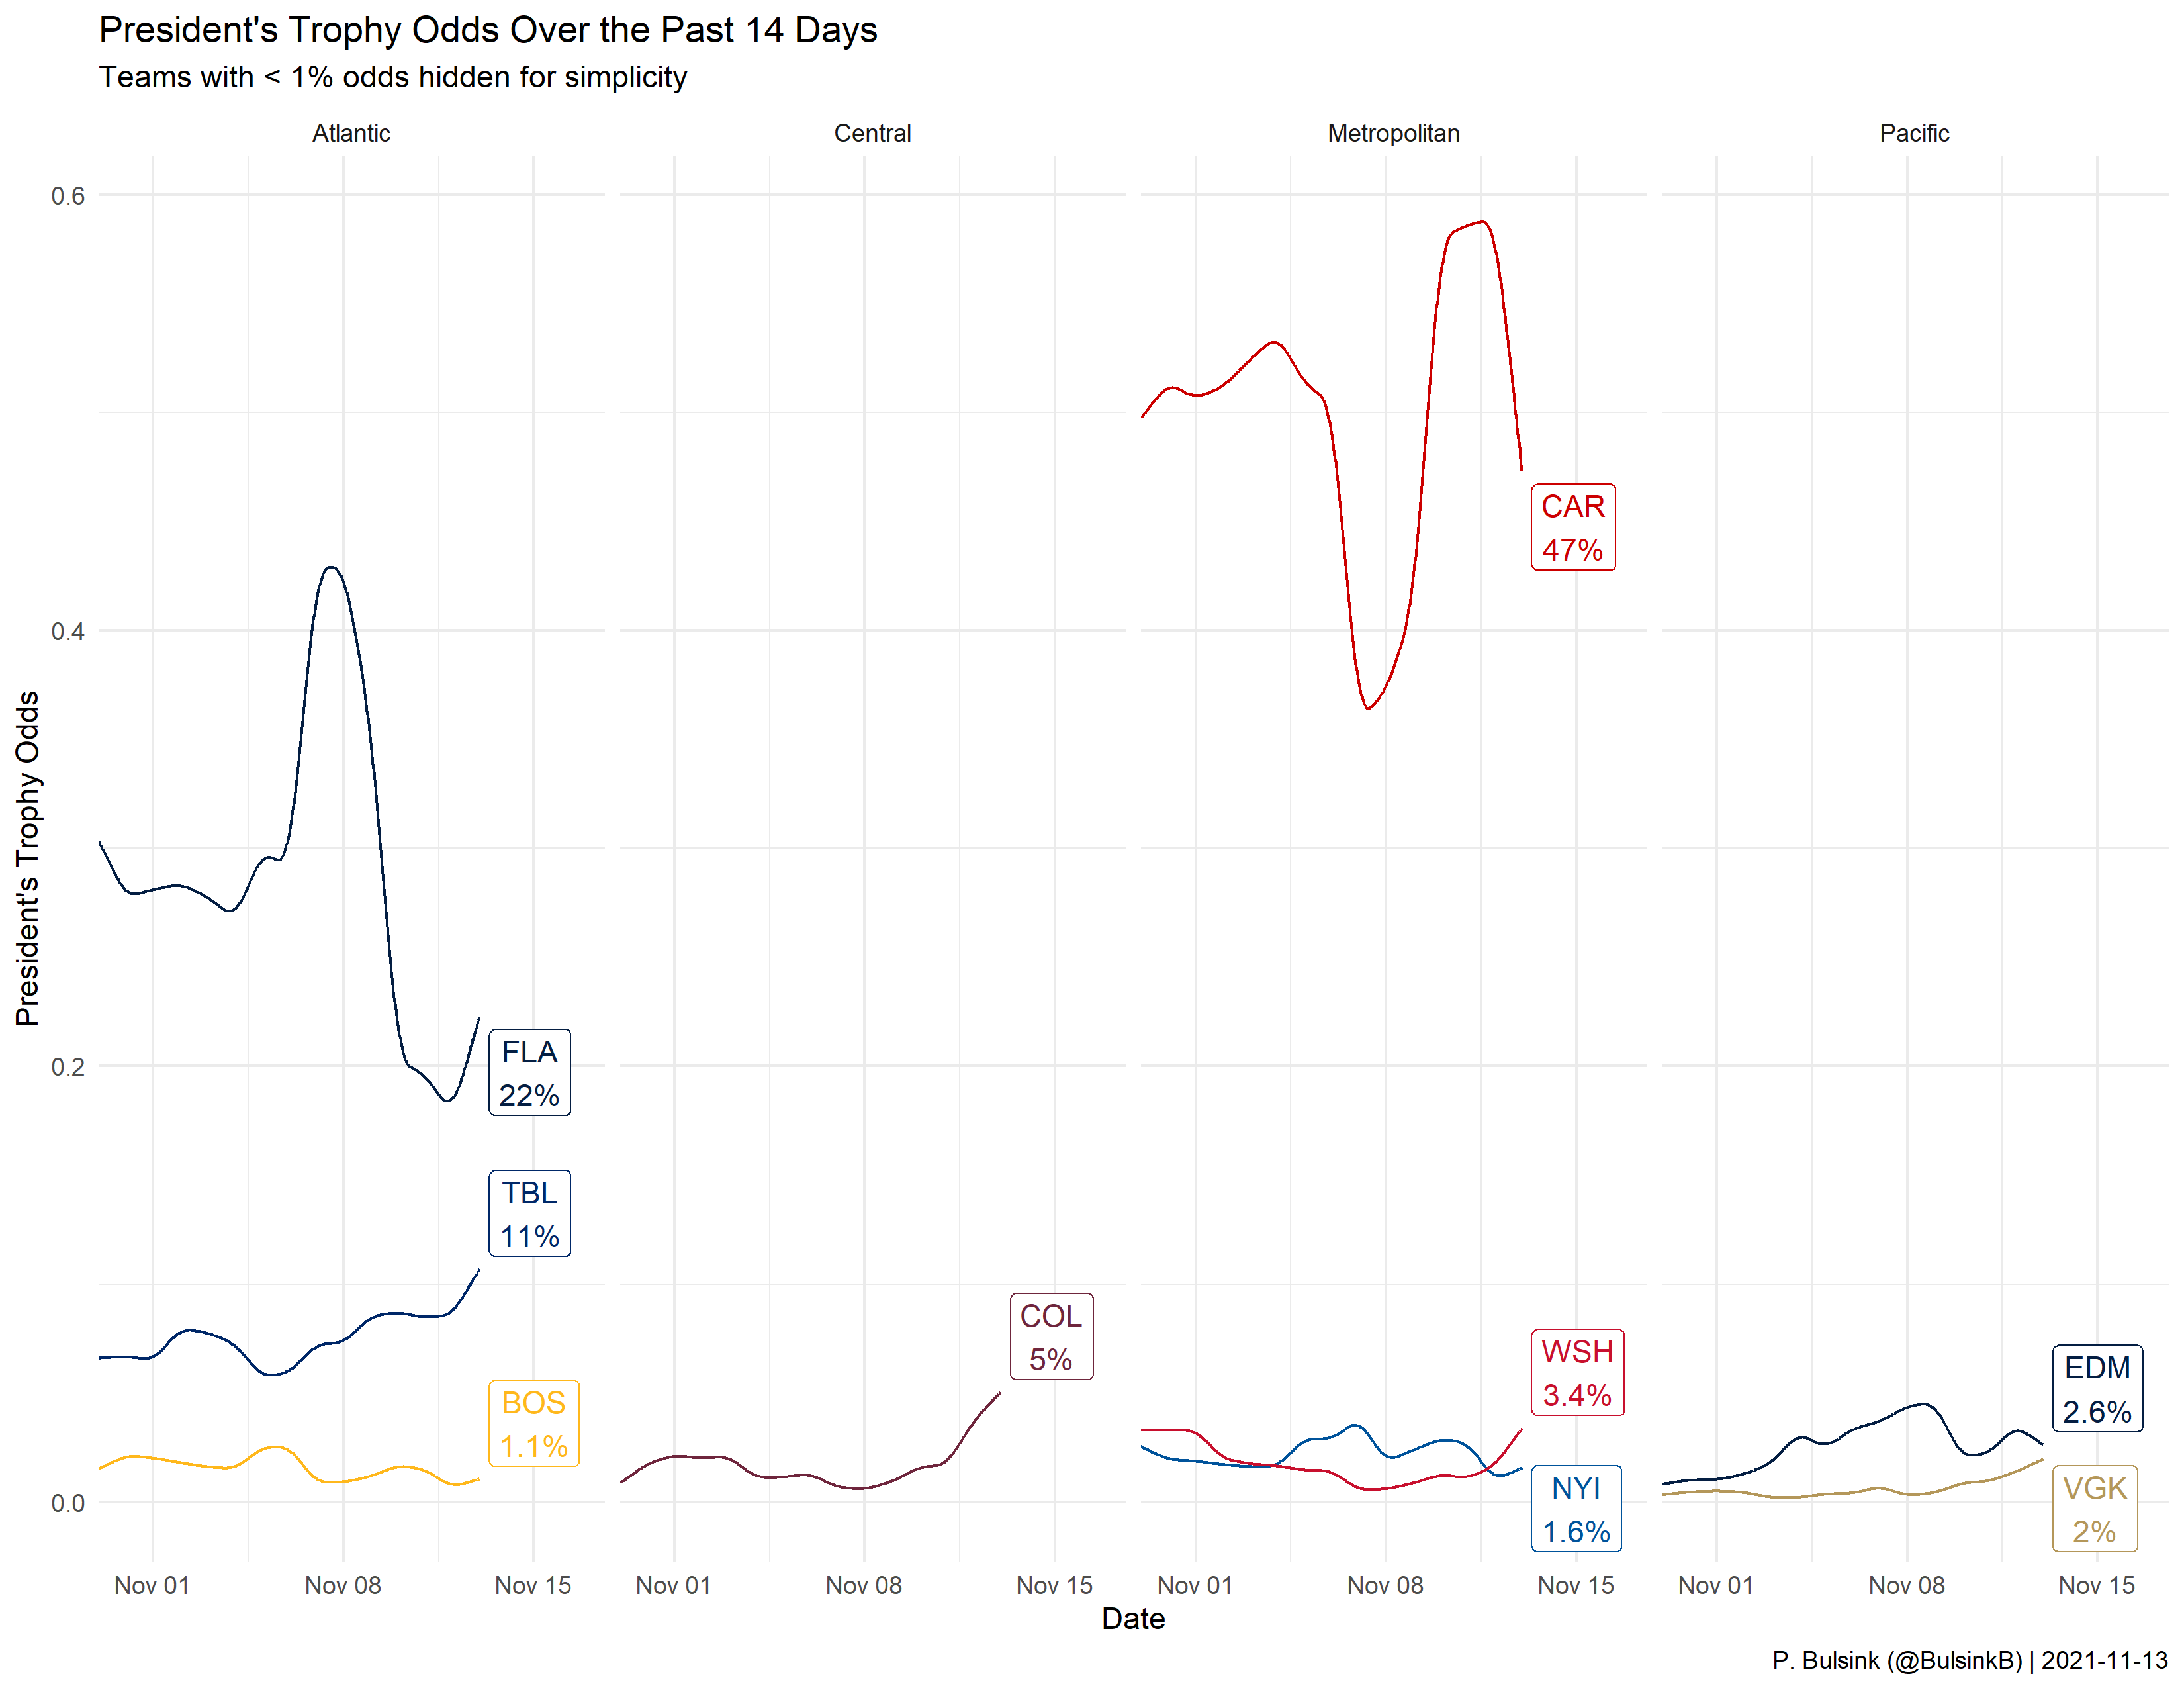 President's Trophy Odds Over the Past 14 Days
Teams with < 1% odds hidden for simplicity
Atlantic
Central
Metropolitan
Pacific
President's Trophy Odds
0.6
0.4
0.2
0.0
FLA
22%
TBL
11%
BOS
1.1%
COL
5%
CAR
47%
WSH
3.4%
NYI
1.6%
EDM
2.6%
VGK
2%
Nov 01
Nov 08
Nov 15
Nov 01
Nov 08
Nov 15
Nov 01
Nov 08
Nov 15
Nov 01
Nov 08
Nov 15
Date
P. Bulsink (@BulsinkB) | 2021-11-13